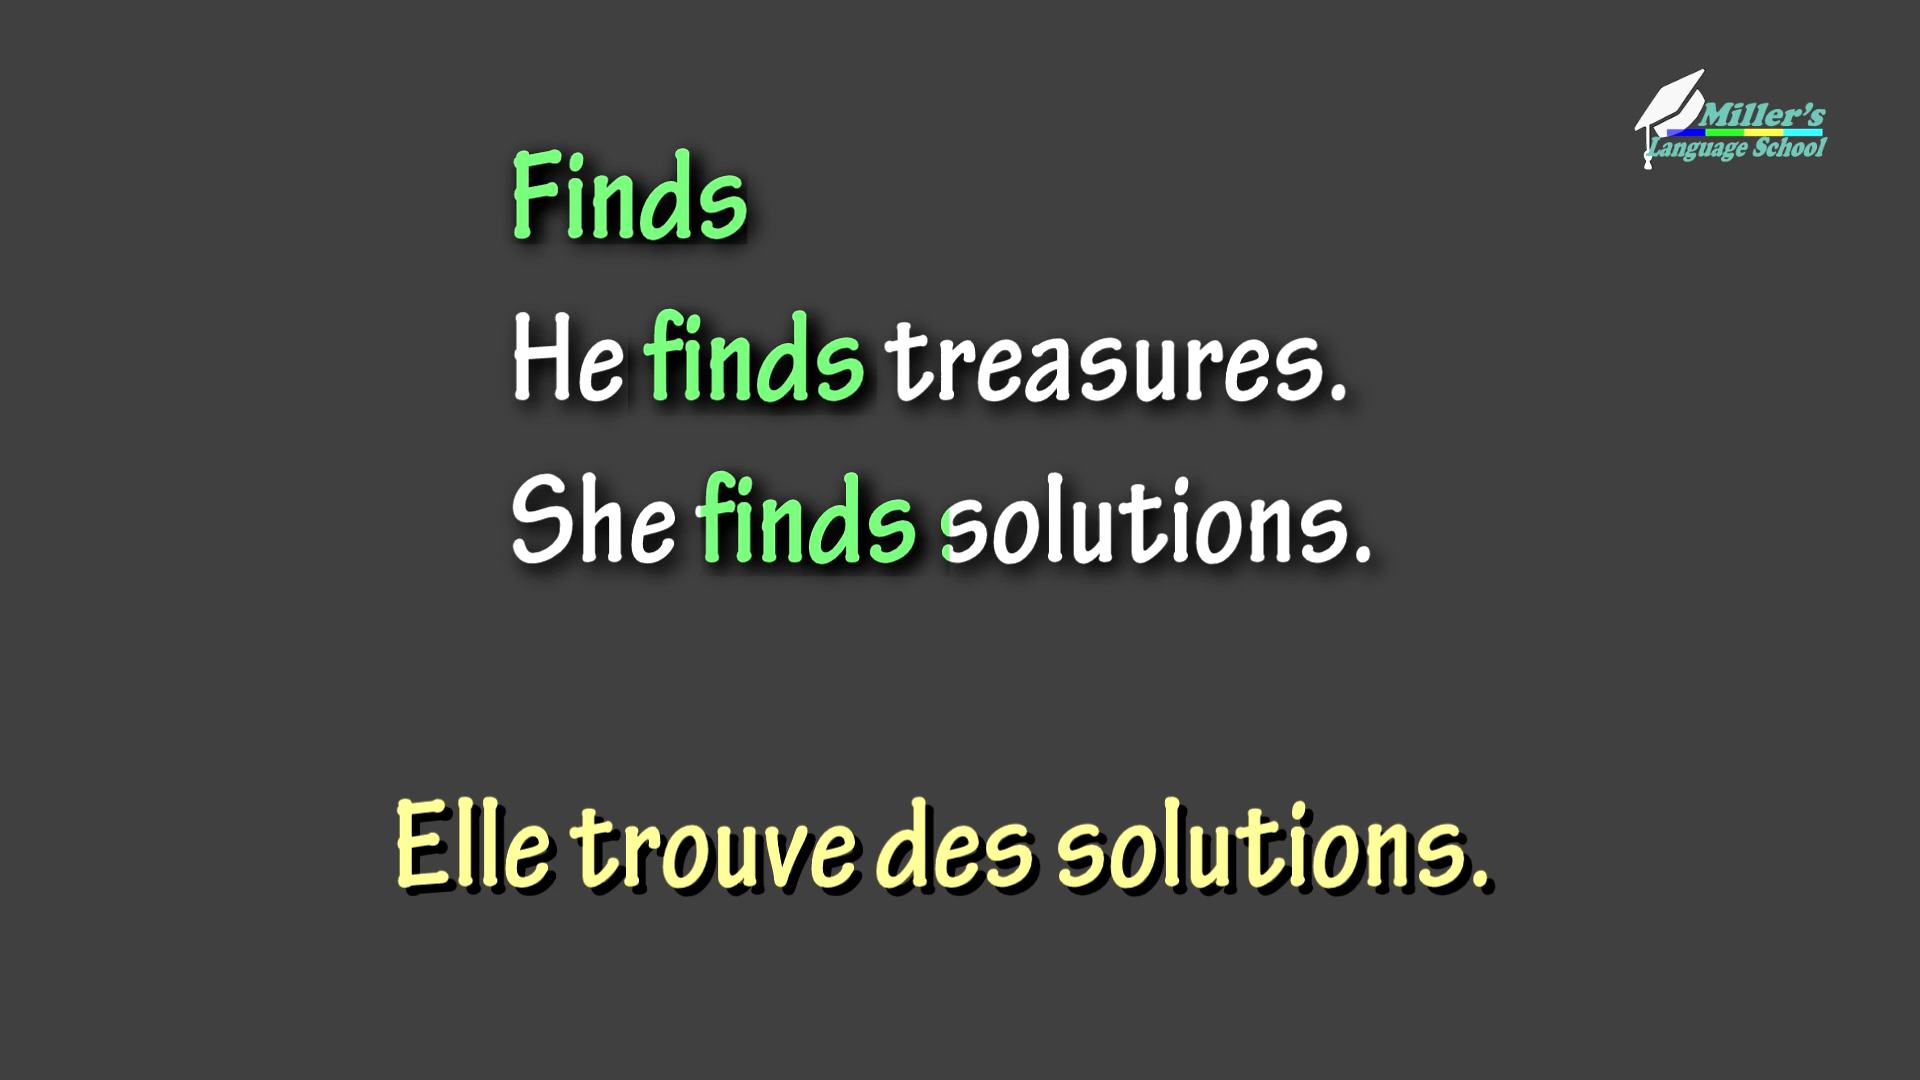 Miller's
Language School
Finds
He finds treasures.
She finds solutions.
Elle trouve des solutions.